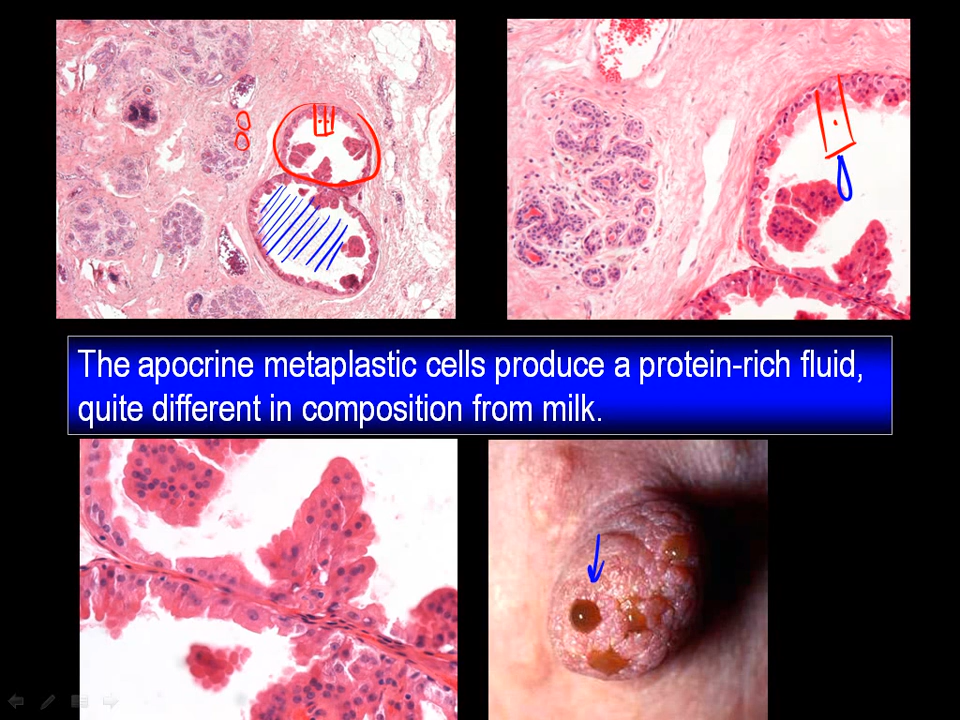 The apocrine metaplastic cells produce a protein-rich fluid,
quite different in composition from milk.